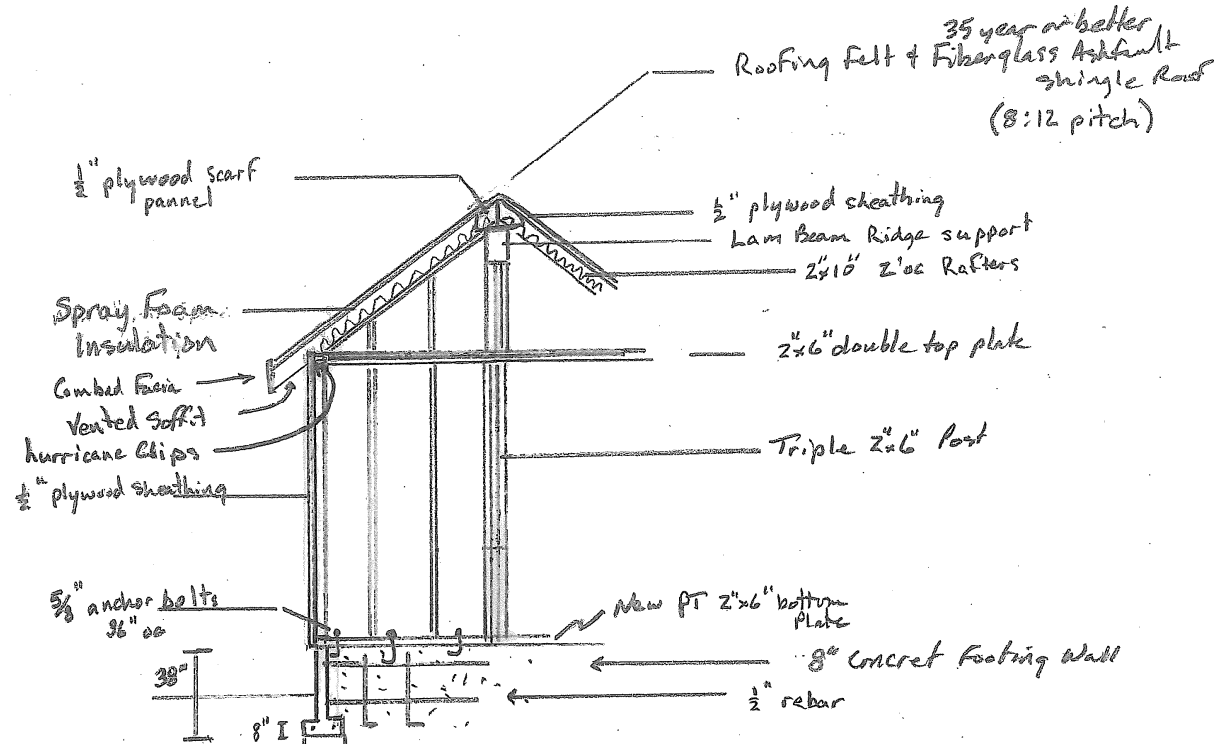 35 year or better
Roofing Felt & Fiberglass Ashfault
shingle Roof
(8:12 pitch)
1/2" plywood scarf
pannel
1/2" plywood sheathing
Lam Beam Ridge support
2"x10" 2'oc Rafters
Spray Foam
Insulation
2"x6" double top plate
Combad Facia
Vented Soffit
hurricane Clips
Triple 2"x6" Post
1/2" plywood sheathing
5/8" anchor bolts
36" oc
New PT 2"x6" bottom
Plate
8" Concret Footing Wall
38"
1/2" rebar
8"